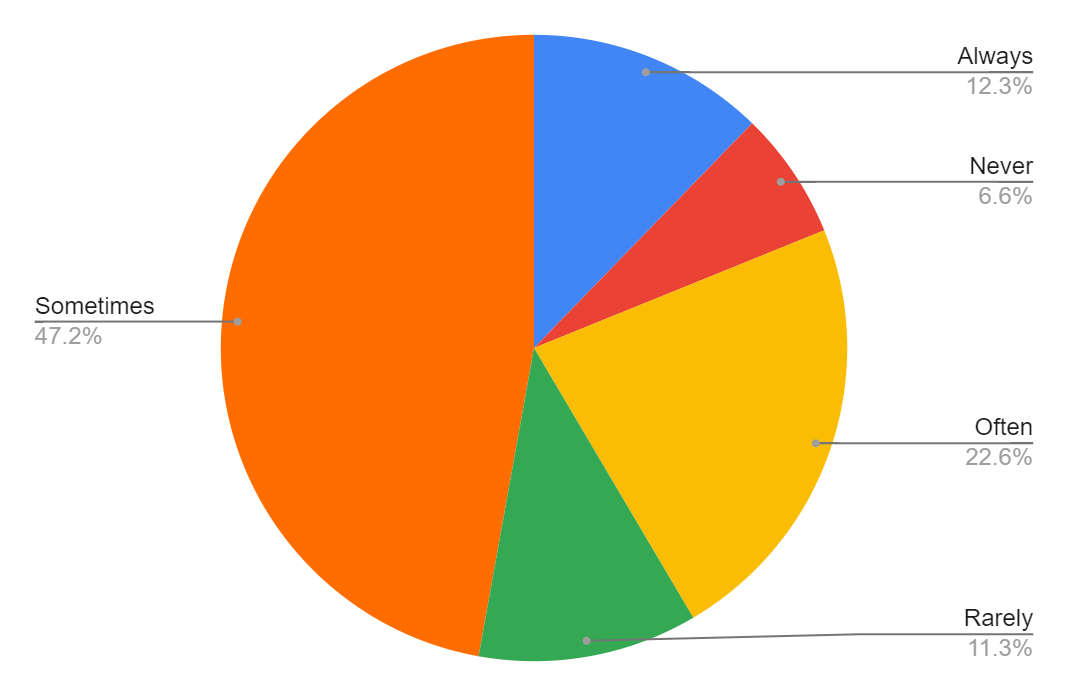 Always
12.3%
Never
6.6%
Sometimes
47.2%
Often
22.6%
Rarely
11.3%